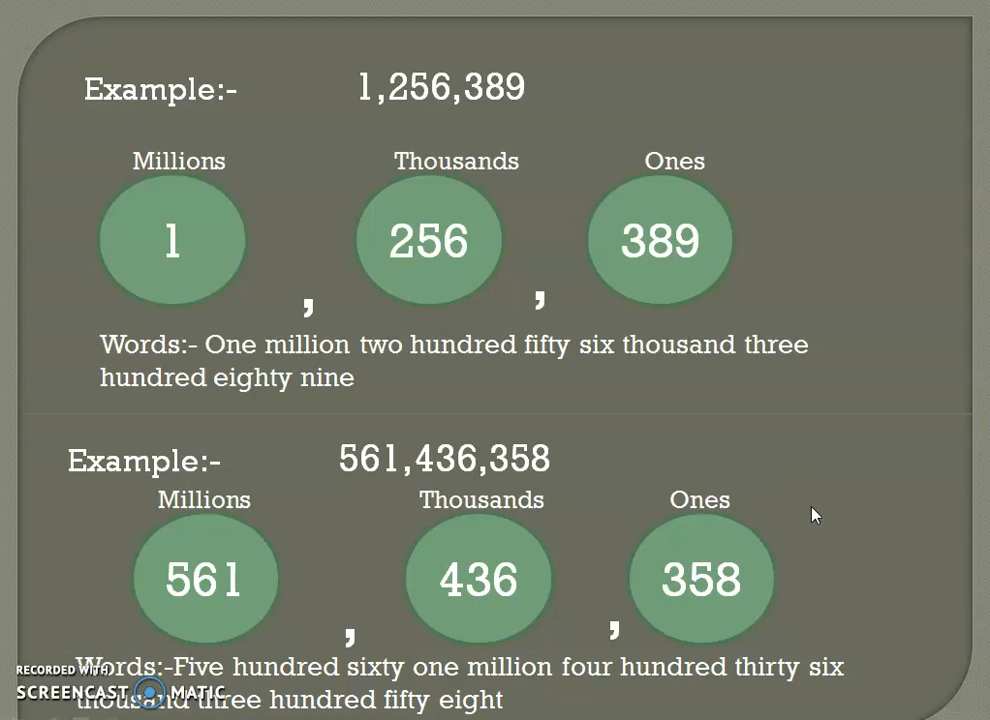 Example:- 1,256,389
Millions Thousands Ones
1 , 256 , 389
Words:- One million two hundred fifty six thousand three
hundred eighty nine
Example:- 561,436,358
Millions Thousands Ones
561 , 436 , 358
Words:-Five hundred sixty one million four hundred thirty six
thousand three hundred fifty eight
RECORDED WITH
SCREENCAST MATIC